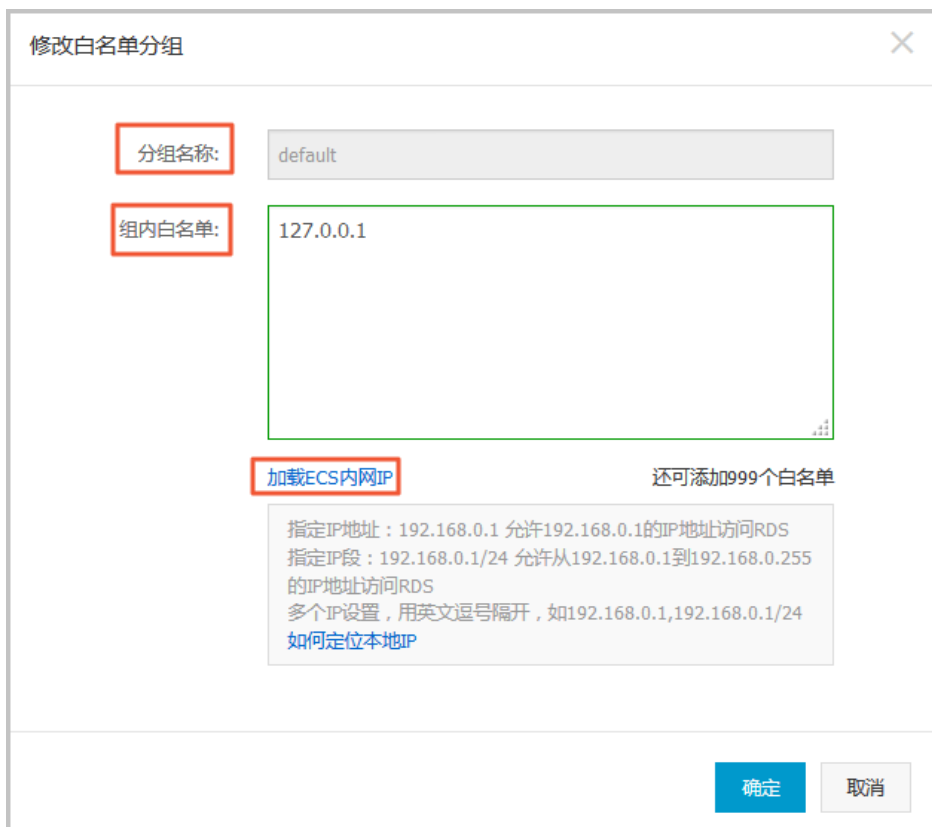 修改白名单分组
分组名称: default
组内白名单: 127.0.0.1
加载ECS内网IP 还可添加999个白名单
指定IP地址：192.168.0.1 允许192.168.0.1的IP地址访问RDS
指定IP段：192.168.0.1/24 允许从192.168.0.1到192.168.0.255
的IP地址访问RDS
多个IP设置，用英文逗号隔开，如192.168.0.1,192.168.0.1/24
如何定位本地IP
确定 取消